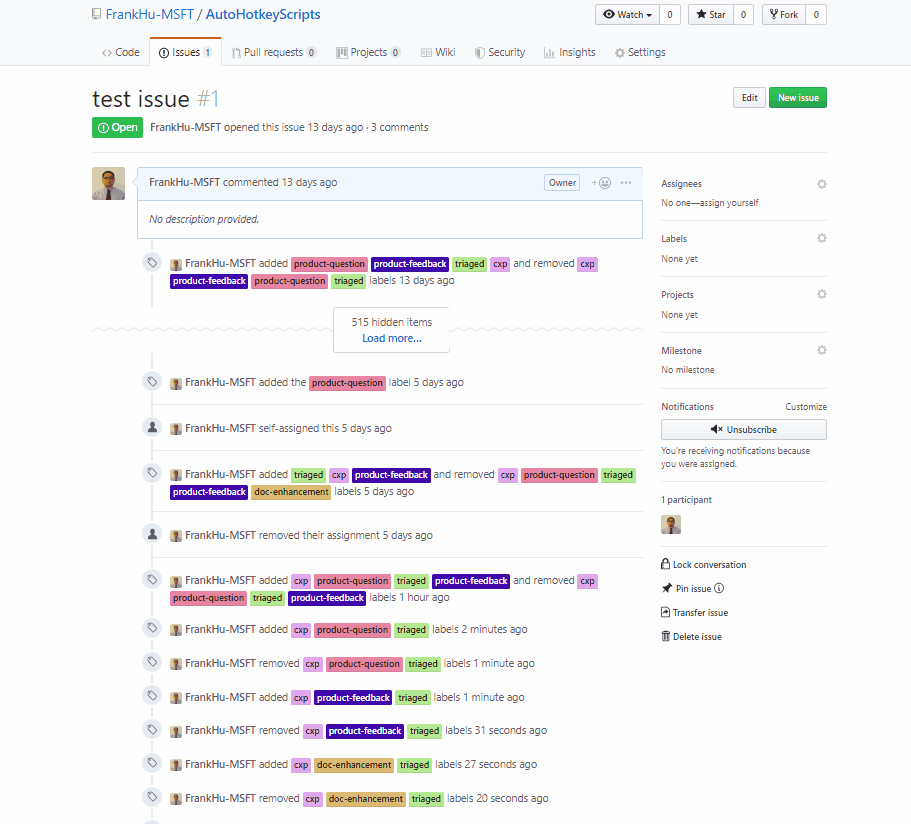 FrankHu-MSFT / AutoHotkeyScripts
Watch 0 Star 0 Fork 0
Code Issues 1 Pull requests 0 Projects 0 Wiki Security Insights Settings
test issue #1
Edit New issue
Open FrankHu-MSFT opened this issue 13 days ago · 3 comments
FrankHu-MSFT commented 13 days ago Owner
No description provided.
FrankHu-MSFT added product-question product-feedback triaged cxp and removed cxp
product-feedback product-question triaged labels 13 days ago
515 hidden items
Load more...
FrankHu-MSFT added the product-question label 5 days ago
FrankHu-MSFT self-assigned this 5 days ago
FrankHu-MSFT added triaged cxp product-feedback and removed cxp product-question triaged
product-feedback doc-enhancement labels 5 days ago
FrankHu-MSFT removed their assignment 5 days ago
FrankHu-MSFT added cxp product-question triaged product-feedback and removed cxp
product-question triaged product-feedback labels 1 hour ago
FrankHu-MSFT added cxp product-question triaged labels 2 minutes ago
FrankHu-MSFT removed cxp product-question triaged labels 1 minute ago
FrankHu-MSFT added cxp product-feedback triaged labels 1 minute ago
FrankHu-MSFT removed cxp product-feedback triaged labels 31 seconds ago
FrankHu-MSFT added cxp doc-enhancement triaged labels 27 seconds ago
FrankHu-MSFT removed cxp doc-enhancement triaged labels 20 seconds ago
Assignees
No one—assign yourself
Labels
None yet
Projects
None yet
Milestone
No milestone
Notifications Customize
Unsubscribe
You're receiving notifications because
you were assigned.
1 participant
Lock conversation
Pin issue
Transfer issue
Delete issue